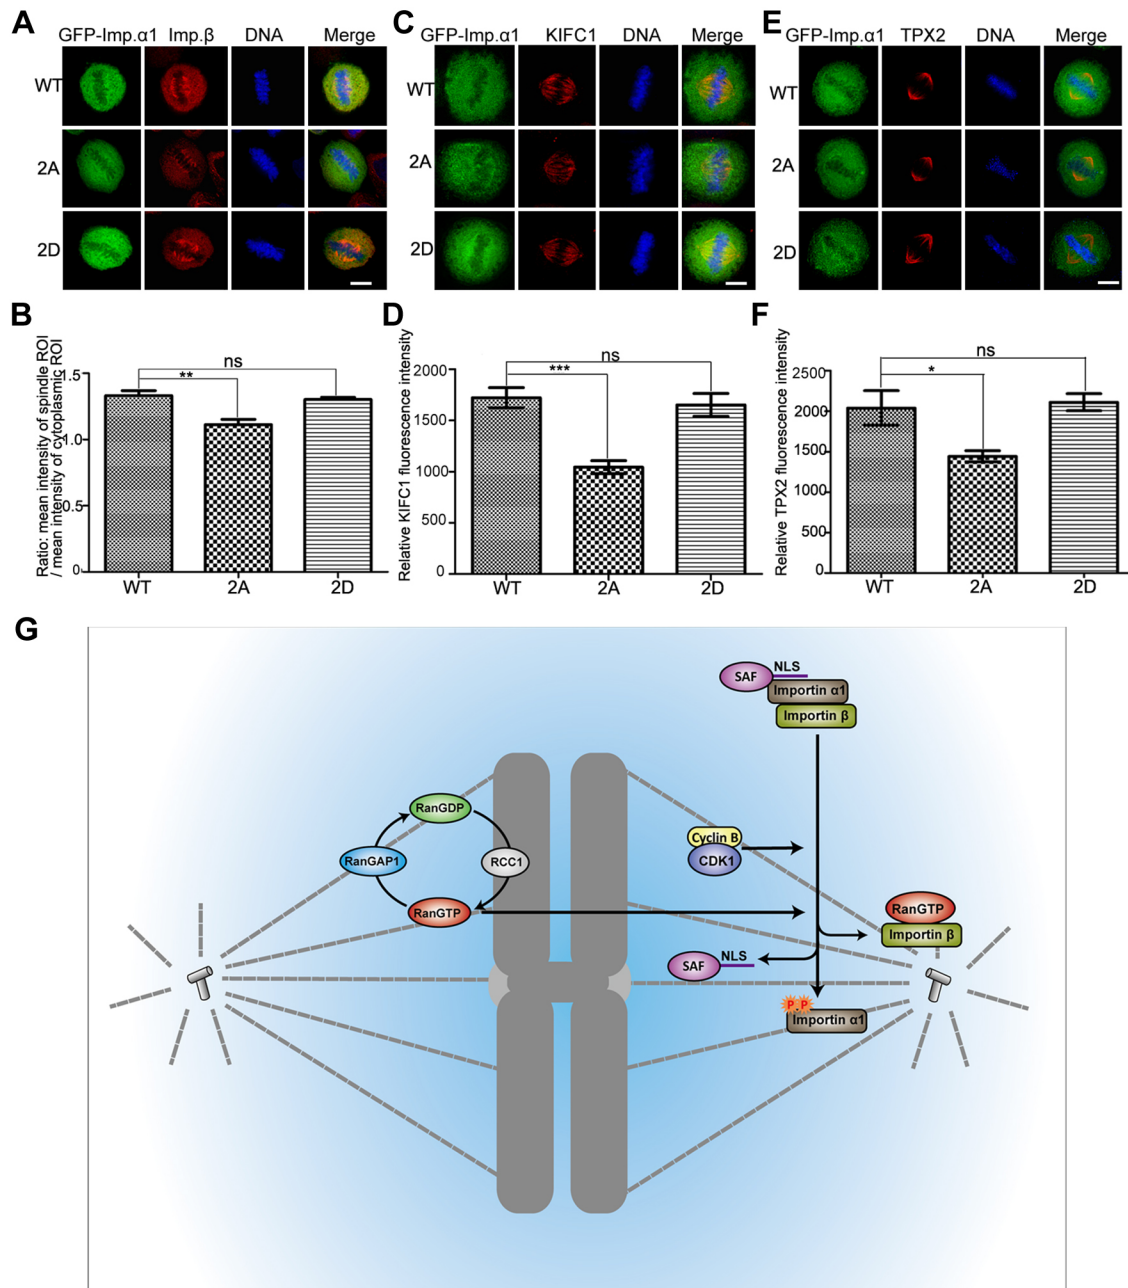 A
GFP-Imp.α1 Imp.β DNA Merge
WT
2A
2D
C
GFP-Imp.α1 KIFC1 DNA Merge
WT
2A
2D
E
GFP-Imp.α1 TPX2 DNA Merge
WT
2A
2D
B
Ratio: mean intensity of spindle ROI
/ mean intensity of cytoplasmic ROI
1.5
1.0
0.5
0
ns
**
WT 2A 2D
D
Relative KIFC1 fluorescence intensity
2000
1500
1000
500
0
ns
***
WT 2A 2D
F
Relative TPX2 fluorescence intensity
2500
2000
1500
1000
500
0
ns
*
WT 2A 2D
G
SAF NLS
Importin α1
Importin β
RanGDP
RanGAP1
RCC1
RanGTP
Cyclin B
CDK1
RanGTP
Importin β
SAF NLS
P P
Importin α1